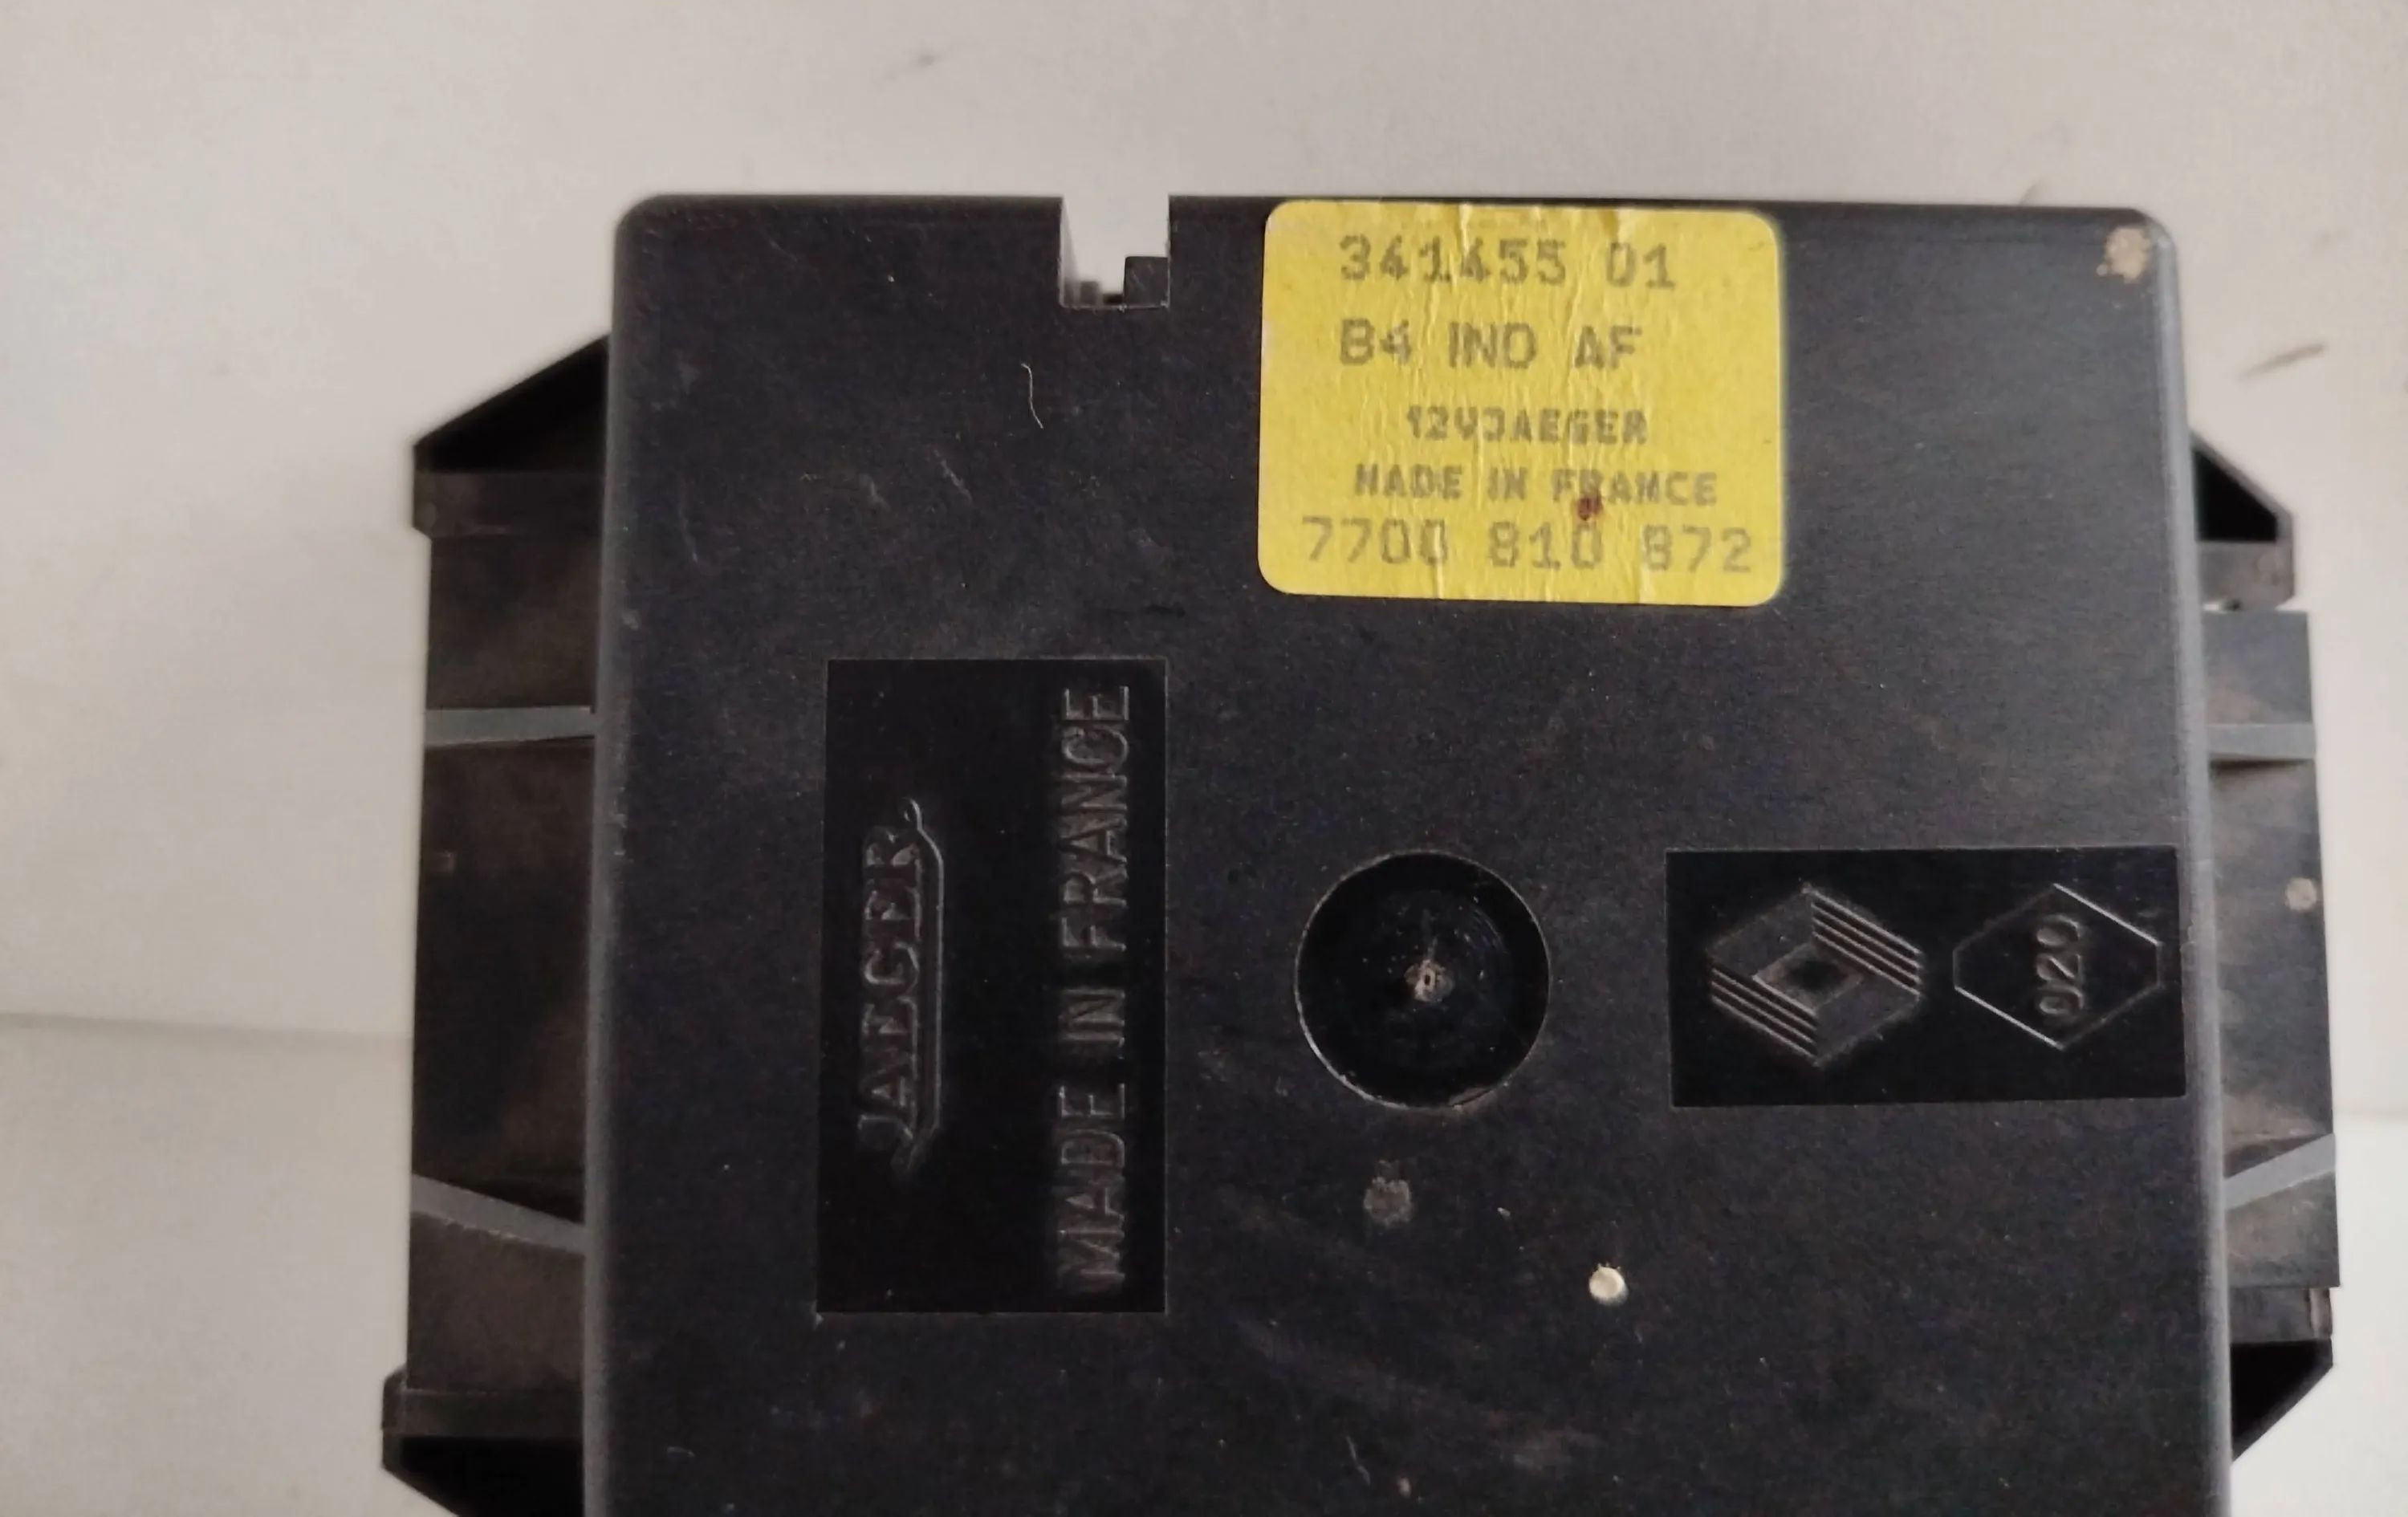 341455 01
B4 IND AF
12VJAEGER
MADE IN FRANCE
7700 810 872
JAEGER
MADE IN FRANCE
020